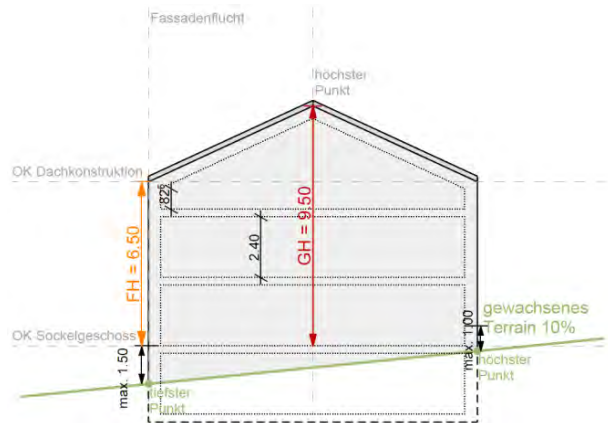 Fassadenflucht
höchster
Punkt
OK Dachkonstruktion
.82⁵
FH = 6.50
GH = 9.50
2.40
gewachsenes
Terrain 10%
OK Sockelgeschoss
max. 1.50
max. 1.00
höchster
Punkt
tiefster
Punkt